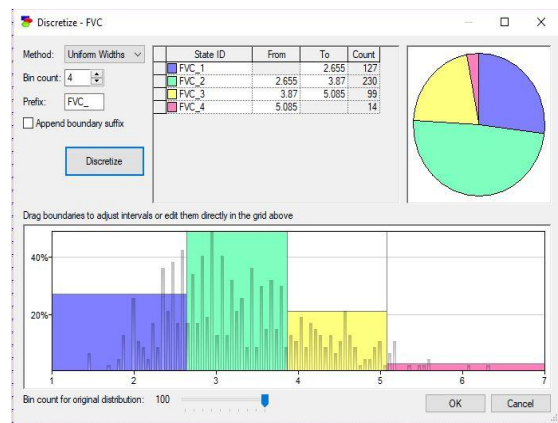 Discretize - FVC
Method: Uniform Widths
Bin count: 4
Prefix: FVC_
Append boundary suffix
Discretize
State ID From To Count
FVC_1 2.655 127
FVC_2 2.655 3.87 230
FVC_3 3.87 5.085 99
FVC_4 5.085 14
Drag boundaries to adjust intervals or edit them directly in the grid above
40%
20%
1 2 3 4 5 6 7
Bin count for original distribution: 100
OK Cancel